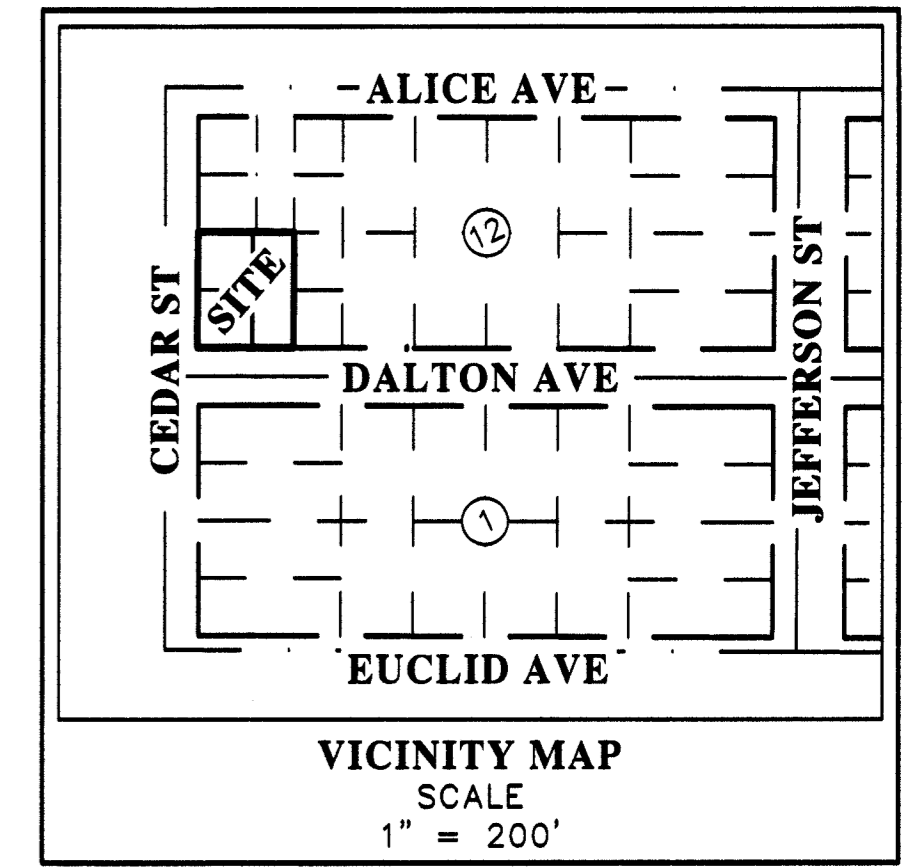 ALICE AVE
12
SITE
CEDAR ST
JEFFERSON ST
DALTON AVE
1
EUCLID AVE
VICINITY MAP
SCALE
1" = 200'